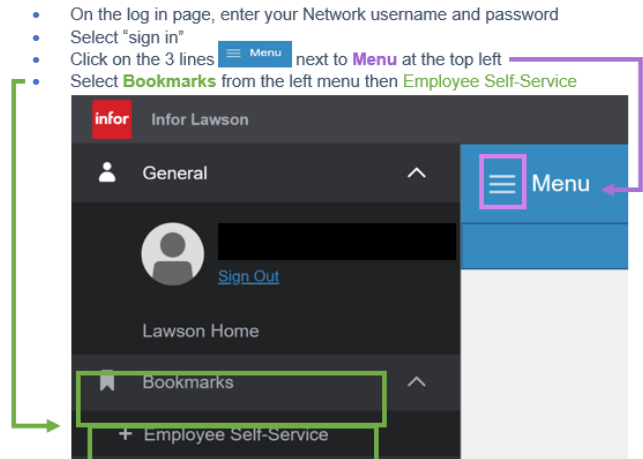 On the log in page, enter your Network username and password
Select “sign in”
Click on the 3 lines Menu next to Menu at the top left
Select Bookmarks from the left menu then Employee Self-Service
infor Infor Lawson
General
Menu
Sign Out
Lawson Home
Bookmarks
+ Employee Self-Service